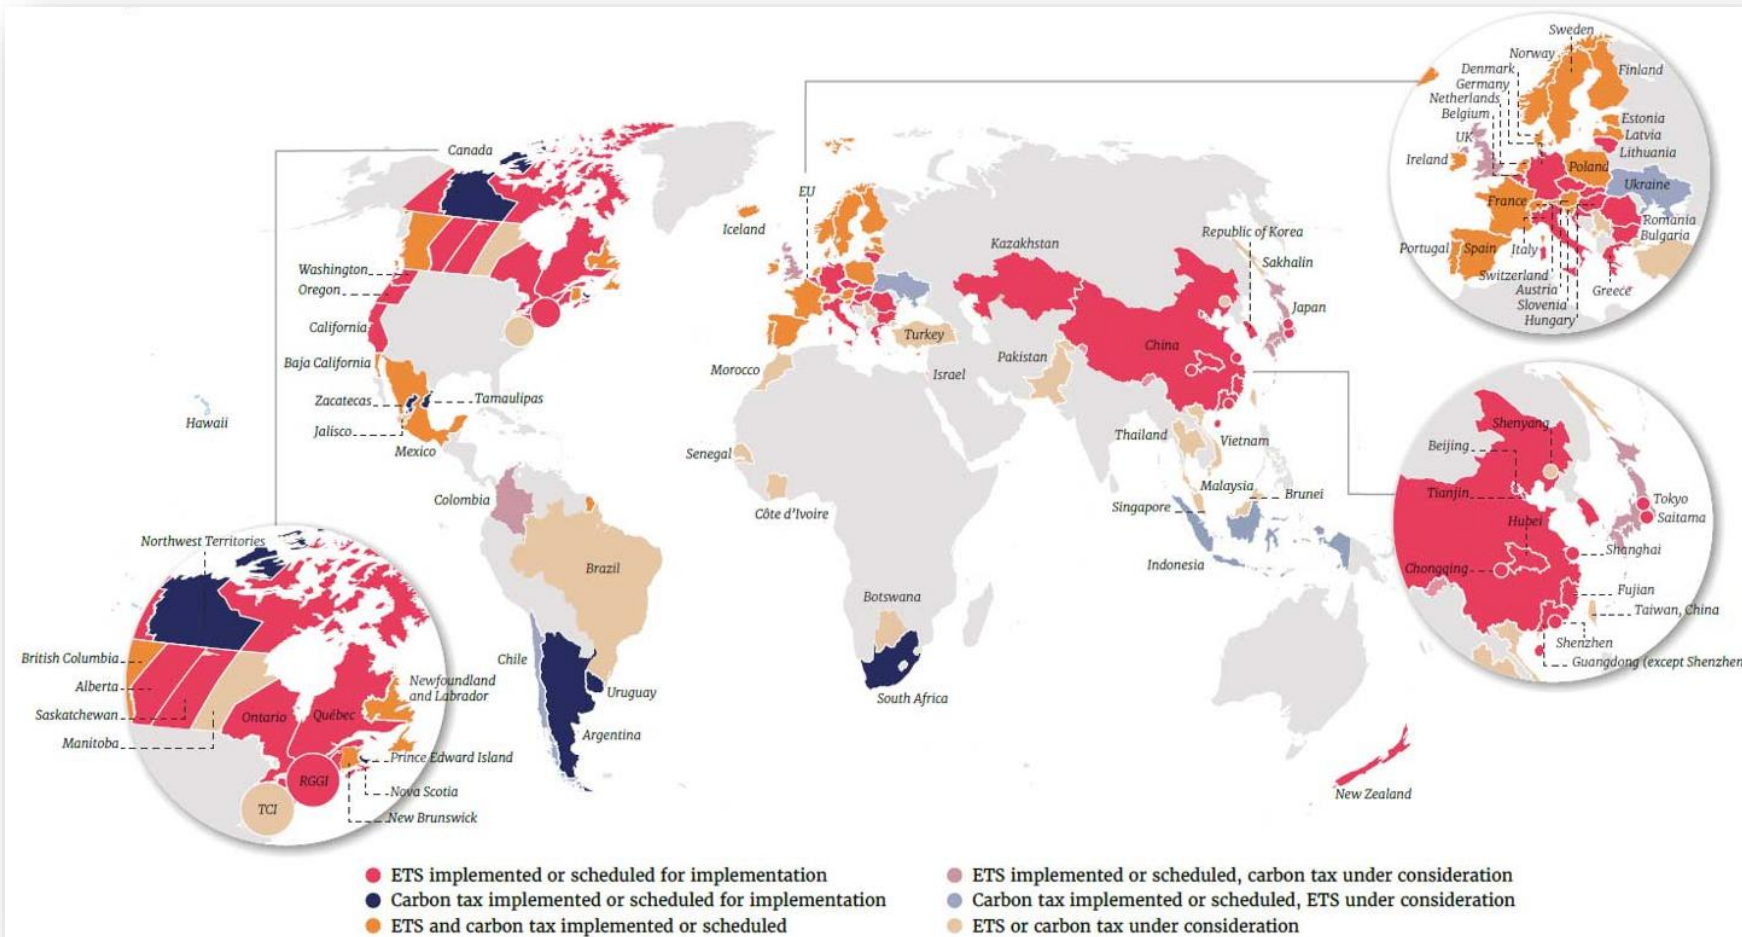 Canada
Washington
Oregon
California
Baja California
Zacatecas
Jalisco
Mexico
Tamaulipas
Hawaii
Colombia
Brazil
Chile
Uruguay
Argentina
Iceland
EU
Morocco
Senegal
Côte d'Ivoire
Botswana
South Africa
Turkey
Israel
Kazakhstan
Pakistan
China
Republic of Korea
Sakhalin
Japan
Thailand
Vietnam
Malaysia
Brunei
Singapore
Indonesia
New Zealand
Sweden
Norway
Finland
Denmark
Germany
Netherlands
Belgium
UK
Ireland
Estonia
Latvia
Lithuania
Poland
Ukraine
France
Romania
Bulgaria
Portugal
Spain
Italy
Switzerland
Austria
Slovenia
Hungary
Greece
Shenyang
Beijing
Tianjin
Hubei
Chongqing
Tokyo
Saitama
Shanghai
Fujian
Taiwan, China
Shenzhen
Guangdong (except Shenzhen
Northwest Territories
British Columbia
Alberta
Saskatchewan
Manitoba
Ontario
Québec
Newfoundland
and Labrador
Prince Edward Island
Nova Scotia
New Brunswick
RGGI
TCI
ETS implemented or scheduled for implementation
Carbon tax implemented or scheduled for implementation
ETS and carbon tax implemented or scheduled
ETS implemented or scheduled, carbon tax under consideration
Carbon tax implemented or scheduled, ETS under consideration
ETS or carbon tax under consideration